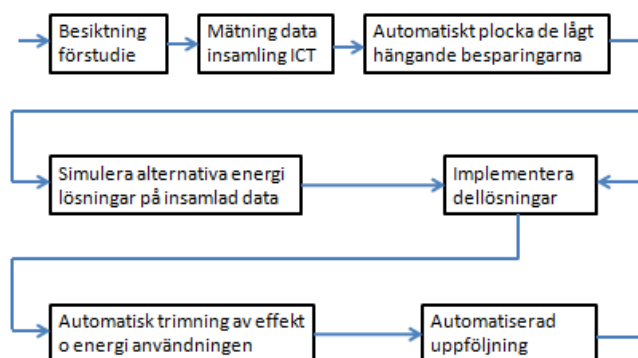 Besiktning
förstudie
Mätning data
insamling ICT
Automatiskt plocka de lågt
hängande besparingarna
Simulera alternativa energi
lösningar på insamlad data
Implementera
dellösningar
Automatisk trimning av effekt
o energi användningen
Automatiserad
uppföljning